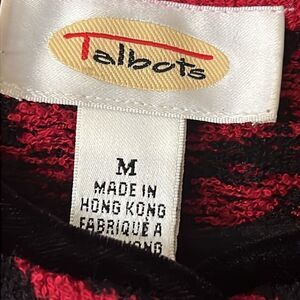 Talbots
M
MADE IN
HONG KONG
FABRIQUÉ A